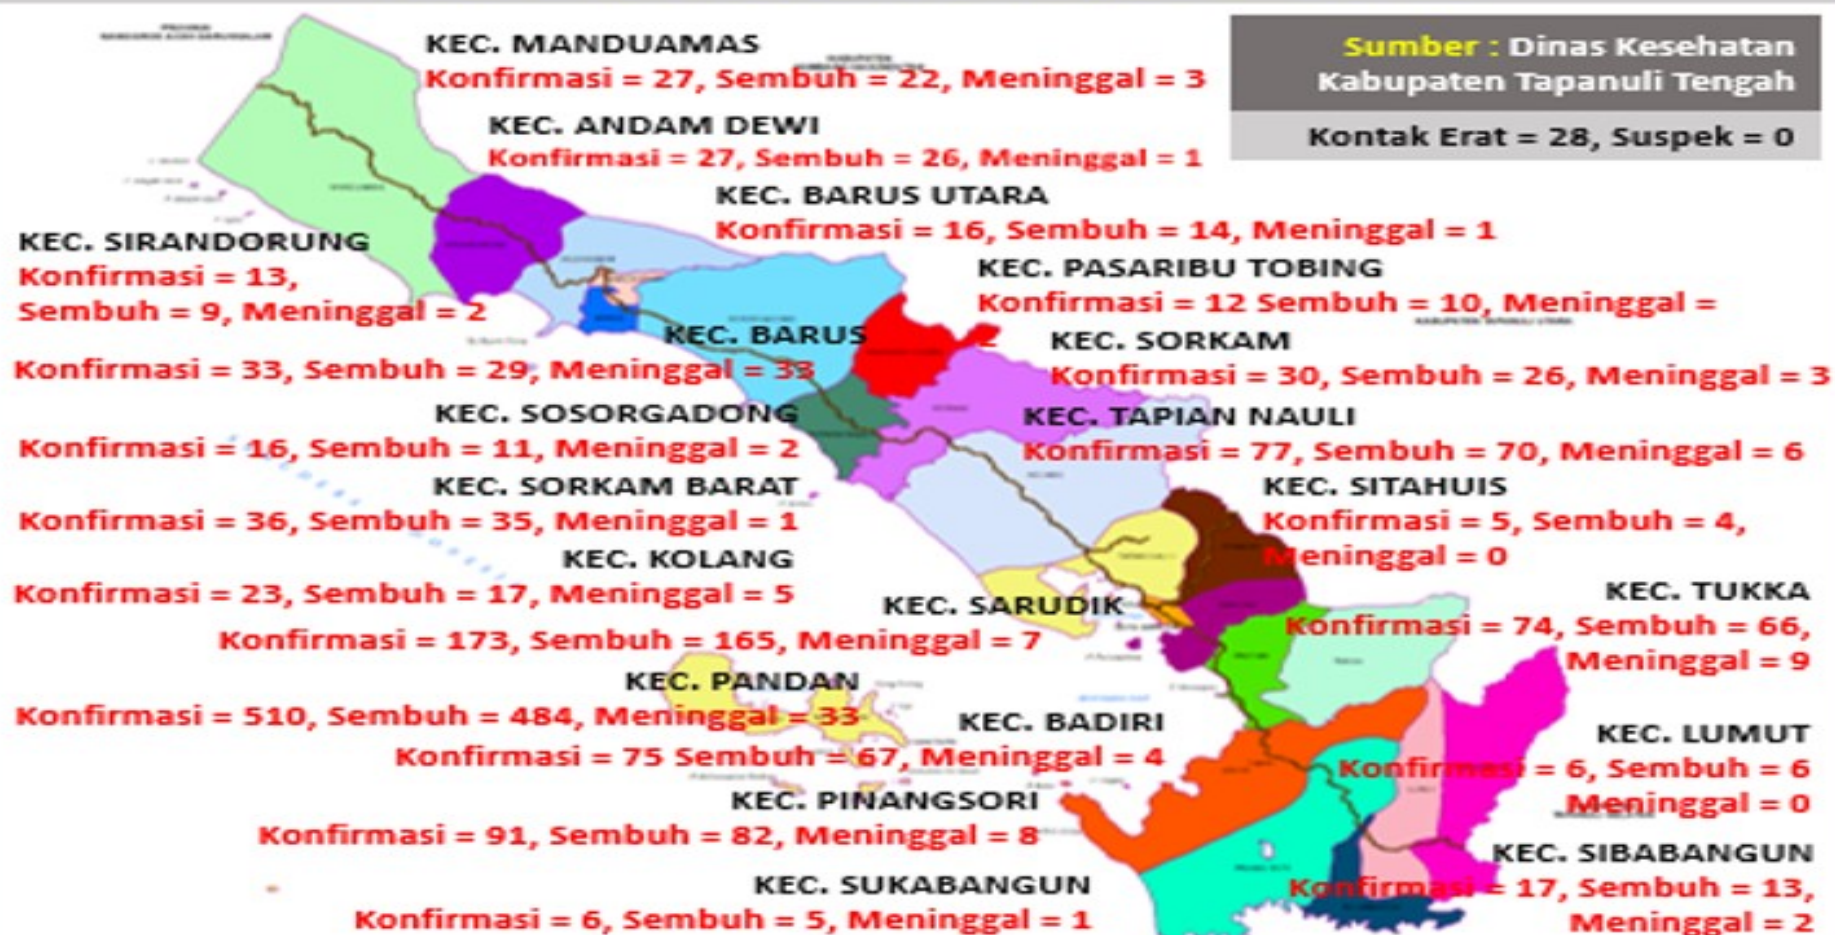 KEC. MANDUAMAS
Konfirmasi = 27, Sembuh = 22, Meninggal = 3
Sumber : Dinas Kesehatan
Kabupaten Tapanuli Tengah
Kontak Erat = 28, Suspek = 0
KEC. ANDAM DEWI
Konfirmasi = 27, Sembuh = 26, Meninggal = 1
KEC. BARUS UTARA
Konfirmasi = 16, Sembuh = 14, Meninggal = 1
KEC. SIRANDORUNG
Konfirmasi = 13,
Sembuh = 9, Meninggal = 2
KEC. PASARIBU TOBING
Konfirmasi = 12 Sembuh = 10, Meninggal =
2
KEC. BARUS
Konfirmasi = 33, Sembuh = 29, Meninggal = 33
KEC. SORKAM
Konfirmasi = 30, Sembuh = 26, Meninggal = 3
KEC. SOSORGADONG
Konfirmasi = 16, Sembuh = 11, Meninggal = 2
KEC. TAPIAN NAULI
Konfirmasi = 77, Sembuh = 70, Meninggal = 6
KEC. SORKAM BARAT
Konfirmasi = 36, Sembuh = 35, Meninggal = 1
KEC. SITAHUIS
Konfirmasi = 5, Sembuh = 4,
Meninggal = 0
KEC. KOLANG
Konfirmasi = 23, Sembuh = 17, Meninggal = 5
KEC. SARUDIK
Konfirmasi = 173, Sembuh = 165, Meninggal = 7
KEC. TUKKA
Konfirmasi = 74, Sembuh = 66,
Meninggal = 9
KEC. PANDAN
Konfirmasi = 510, Sembuh = 484, Meninggal = 33
KEC. BADIRI
Konfirmasi = 75 Sembuh = 67, Meninggal = 4
KEC. LUMUT
Konfirmasi = 6, Sembuh = 6
Meninggal = 0
KEC. PINANGSORI
Konfirmasi = 91, Sembuh = 82, Meninggal = 8
KEC. SIBABANGUN
Konfirmasi = 17, Sembuh = 13,
Meninggal = 2
KEC. SUKABANGUN
Konfirmasi = 6, Sembuh = 5, Meninggal = 1